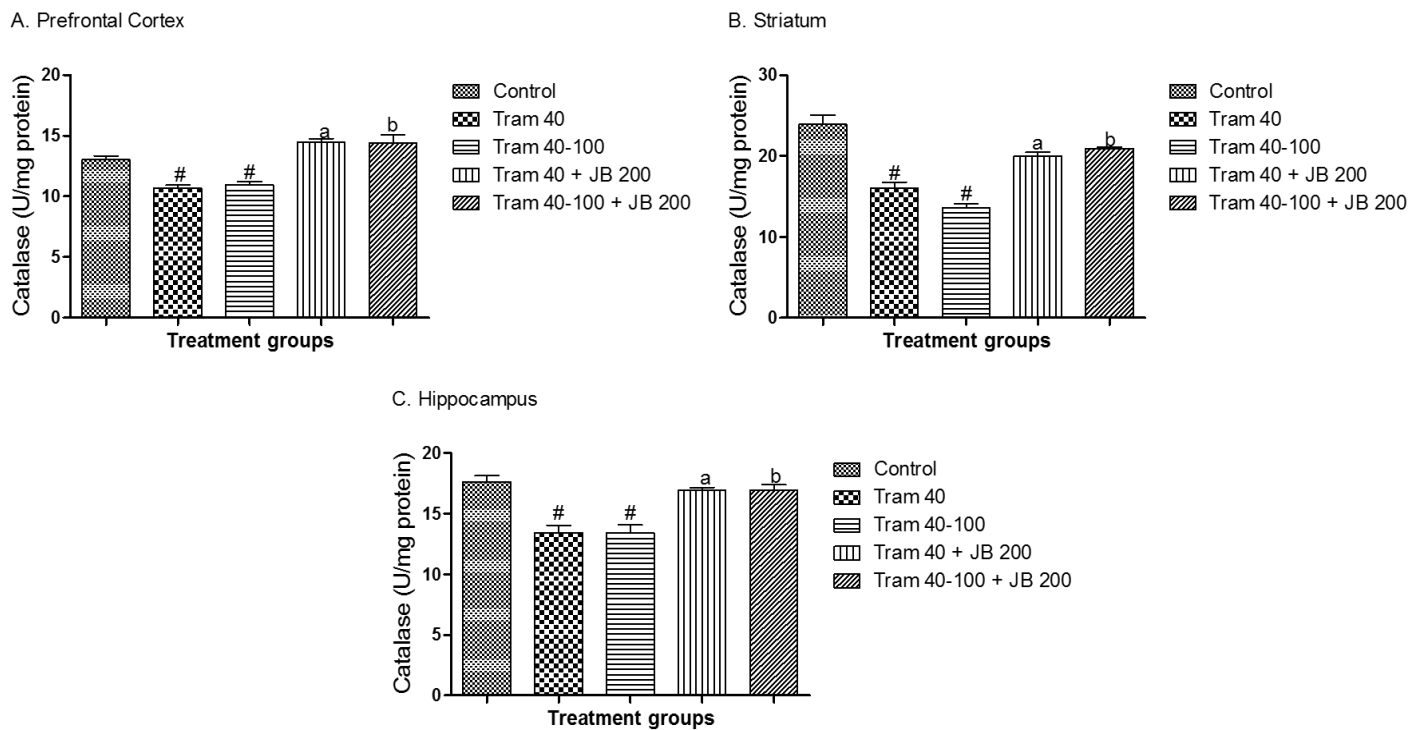 A. Prefrontal Cortex
Catalase (U/mg protein)
20
15
10
5
0
#
#
a
b
Treatment groups
Control
Tram 40
Tram 40-100
Tram 40 + JB 200
Tram 40-100 + JB 200
B. Striatum
Catalase (U/mg protein)
30
20
10
0
#
#
a
b
Treatment groups
Control
Tram 40
Tram 40-100
Tram 40 + JB 200
Tram 40-100 + JB 200
C. Hippocampus
Catalase (U/mg protein)
20
15
10
5
0
#
#
a
b
Treatment groups
Control
Tram 40
Tram 40-100
Tram 40 + JB 200
Tram 40-100 + JB 200